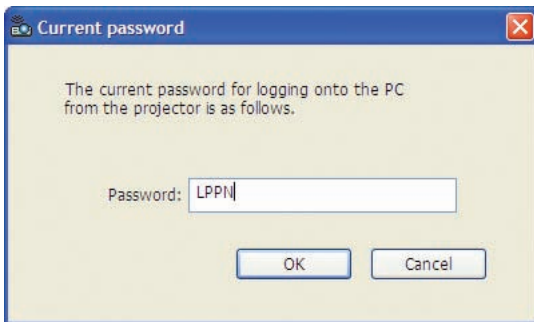 Current password
The current password for logging onto the PC
from the projector is as follows.
Password: LPPN
OK Cancel